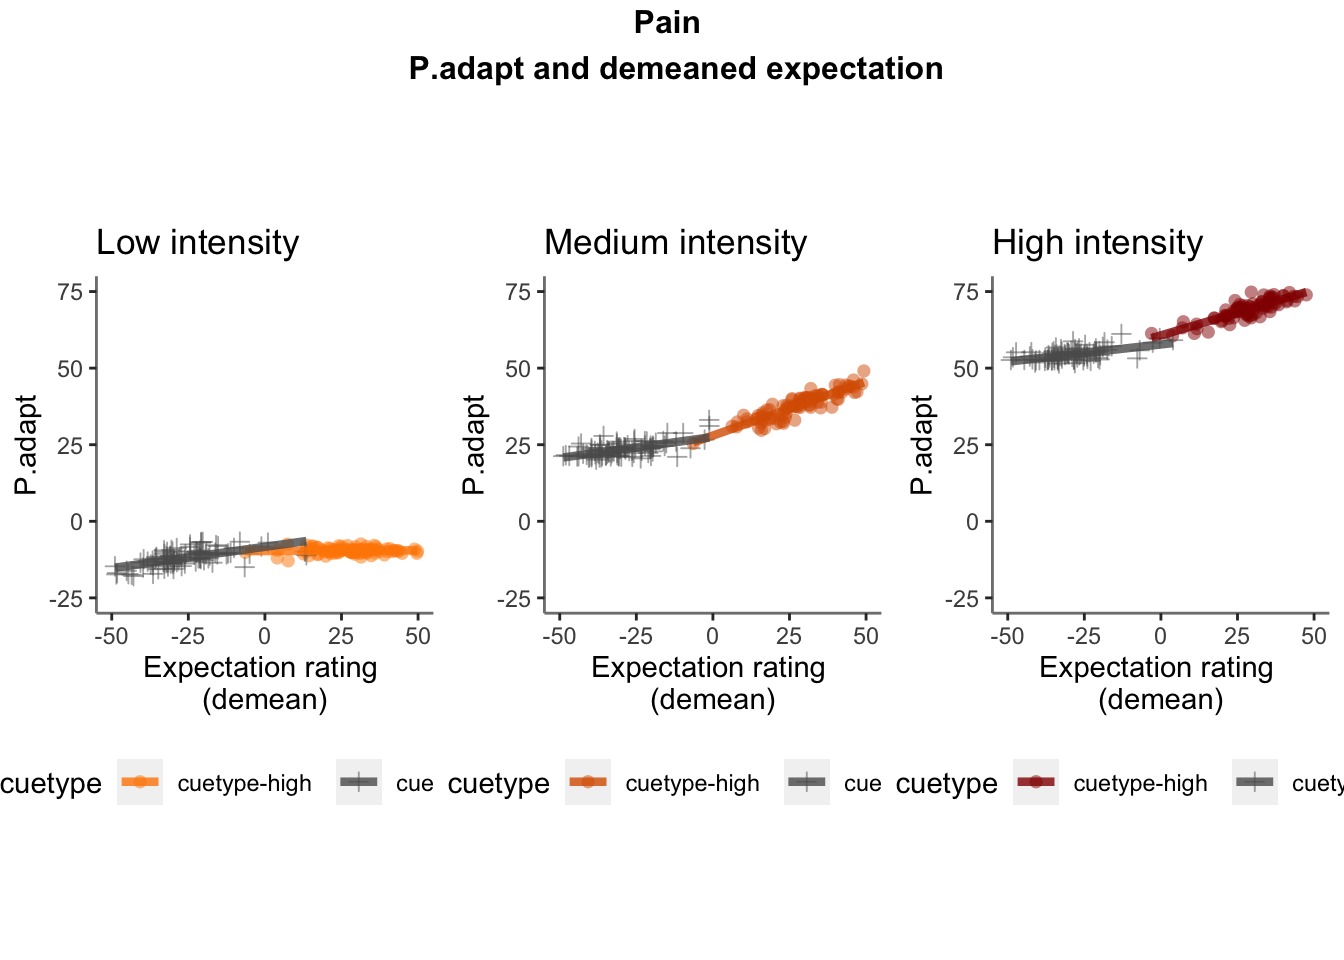 Pain
P.adapt and demeaned expectation
Low intensity
75
50
25
0
-25
P.adapt
-50 -25 0 25 50
Expectation rating
(demean)
Medium intensity
75
50
25
0
-25
P.adapt
-50 -25 0 25 50
Expectation rating
(demean)
High intensity
75
50
25
0
-25
P.adapt
-50 -25 0 25 50
Expectation rating
(demean)
cuetype cuetype-high cue
cuetype cuetype-high cue
cuetype cuetype-high cuety